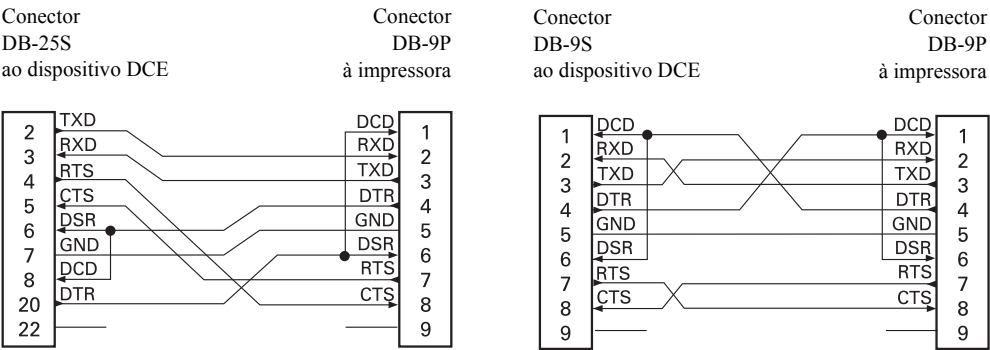 Conector
DB-25S
ao dispositivo DCE
Conector
DB-9P
à impressora
2 TXD DCD 1
3 RXD RXD 2
4 RTS TXD 3
5 CTS DTR 4
6 DSR GND 5
7 GND DSR 6
8 DCD RTS 7
20 DTR CTS 8
22 9
Conector
DB-9S
ao dispositivo DCE
Conector
DB-9P
à impressora
1 DCD DCD 1
2 RXD RXD 2
3 TXD TXD 3
4 DTR DTR 4
5 GND GND 5
6 DSR DSR 6
7 RTS RTS 7
8 CTS CTS 8
9 9